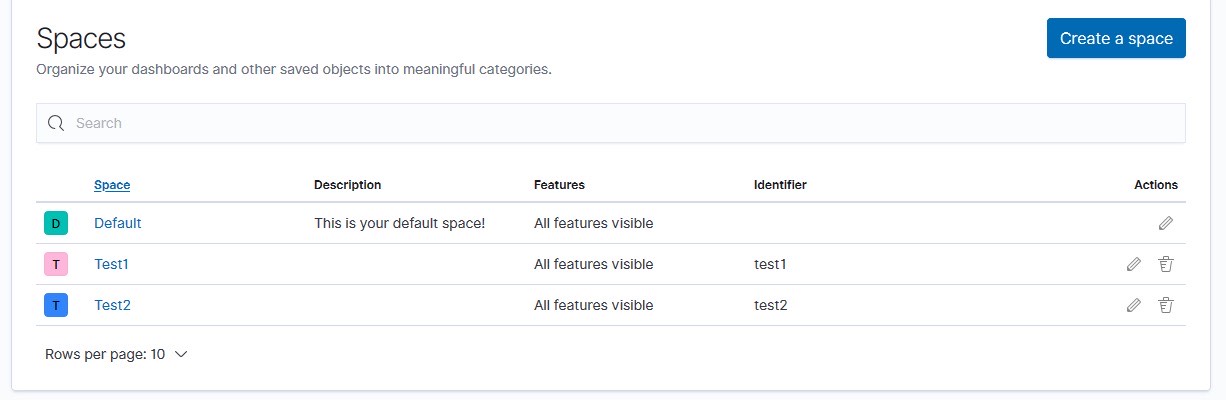 Spaces
Create a space
Organize your dashboards and other saved objects into meaningful categories.
Search
Space Description Features Identifier Actions
D Default This is your default space! All features visible
T Test1 All features visible test1
T Test2 All features visible test2
Rows per page: 10